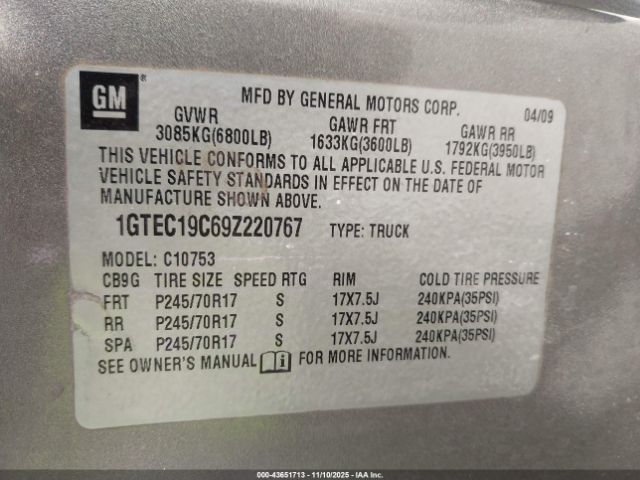 GM®
MFD BY GENERAL MOTORS CORP. 04/09
GVWR GAWR FRT GAWR RR
3085KG(6800LB) 1633KG(3600LB) 1792KG(3950LB)
THIS VEHICLE CONFORMS TO ALL APPLICABLE U.S. FEDERAL MOTOR
VEHICLE SAFETY STANDARDS IN EFFECT ON THE DATE OF
MANUFACTURE SHOWN ABOVE.
1GTEC19C69Z220767 TYPE: TRUCK
MODEL: C10753
CB9G TIRE SIZE SPEED RTG RIM COLD TIRE PRESSURE
FRT P245/70R17 S 17X7.5J 240KPA(35PSI)
RR P245/70R17 S 17X7.5J 240KPA(35PSI)
SPA P245/70R17 S 17X7.5J 240KPA(35PSI)
SEE OWNER'S MANUAL i FOR MORE INFORMATION.
000-43651713 - 11/10/2025 - IAA Inc.